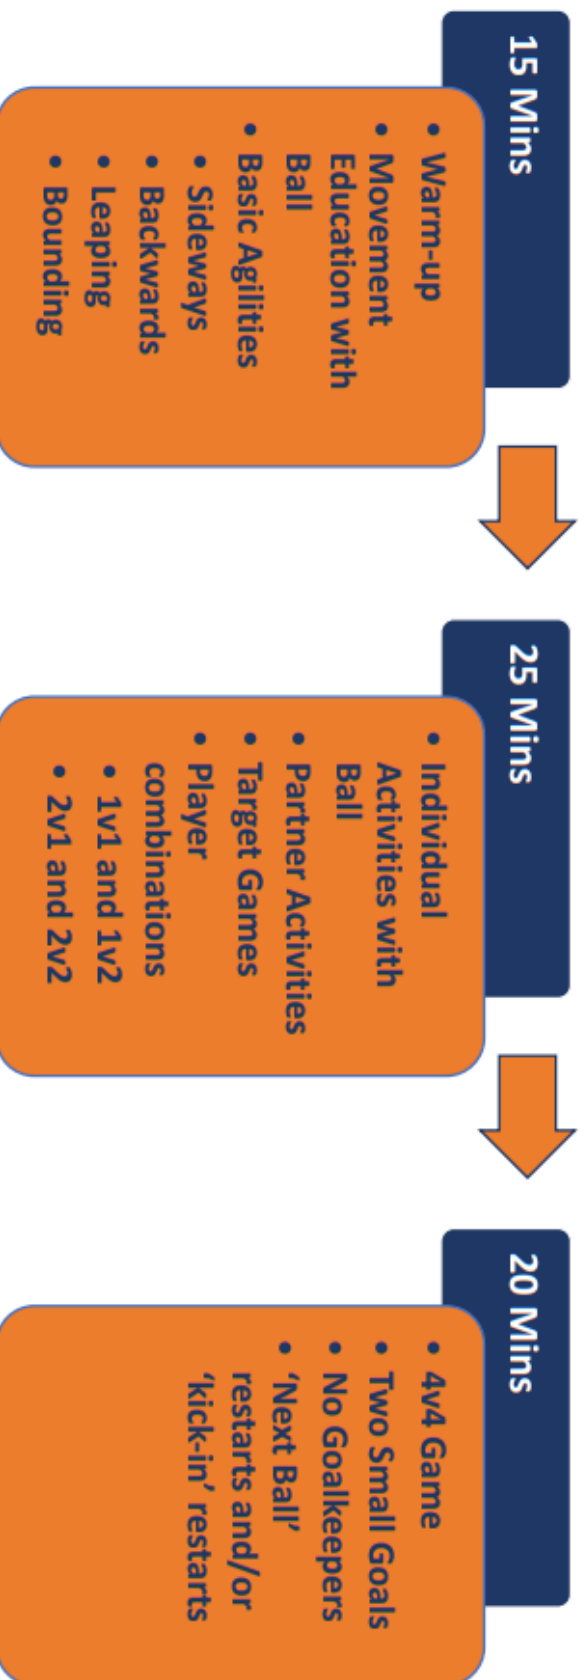 15 Mins
• Warm-up
• Movement
Education with
Ball
• Basic Agilities
• Sideways
• Backwards
• Leaping
• Bounding
25 Mins
• Individual
Activities with
Ball
• Partner Activities
• Target Games
• Player
combinations
• 1v1 and 1v2
• 2v1 and 2v2
20 Mins
• 4v4 Game
• Two Small Goals
• No Goalkeepers
• ‘Next Ball’
restarts and/or
‘kick-in’ restarts